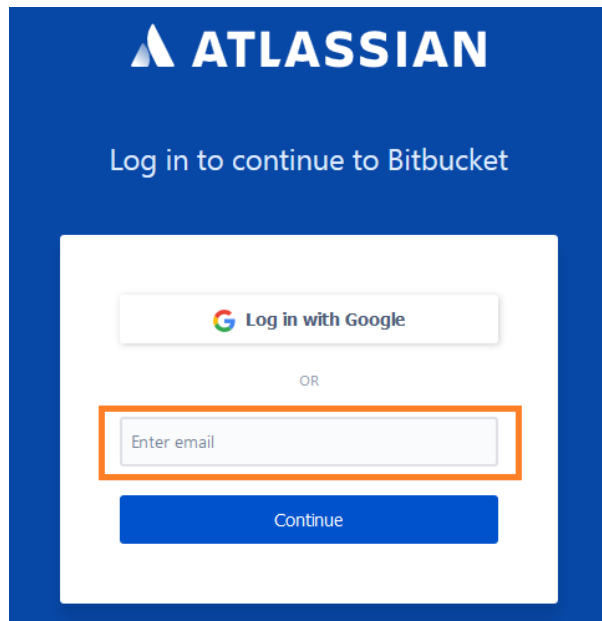 ATLASSIAN
Log in to continue to Bitbucket
Log in with Google
OR
Enter email
Continue